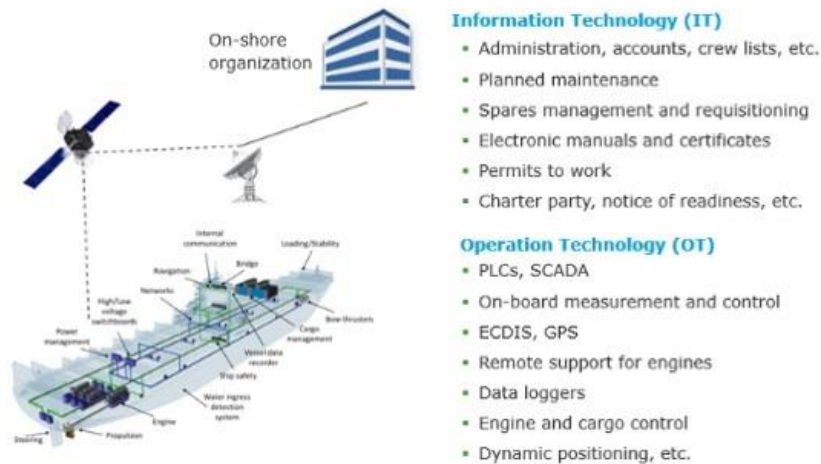 On-shore
organization
Internal
communication
Loading/Stability
Navigation
Bridge
Networks
High/Low
voltage
switchboards
Bow thrusters
Power
management
Cargo
management
Vessel data
recorder
Ship safety
Water ingress
detection
system
Engine
Steering
Propulsion
Information Technology (IT)
▪ Administration, accounts, crew lists, etc.
▪ Planned maintenance
▪ Spares management and requisitioning
▪ Electronic manuals and certificates
▪ Permits to work
▪ Charter party, notice of readiness, etc.
Operation Technology (OT)
▪ PLCs, SCADA
▪ On-board measurement and control
▪ ECDIS, GPS
▪ Remote support for engines
▪ Data loggers
▪ Engine and cargo control
▪ Dynamic positioning, etc.